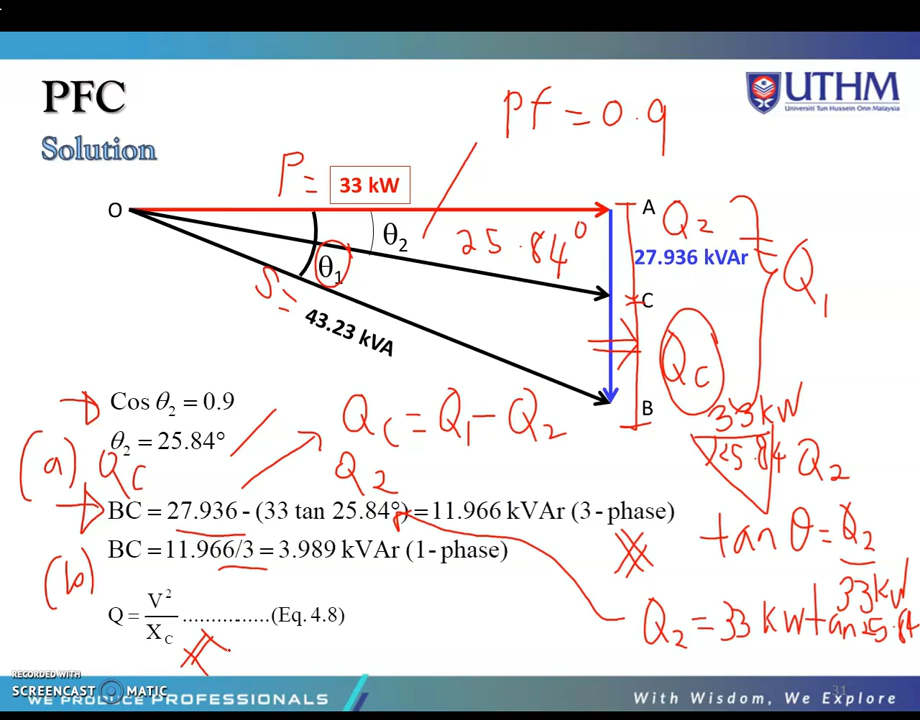 PFC
UTHM
Universiti Tun Hussein Onn Malaysia
Solution
Pf = 0.9
P = 33 kW
O
A
Q2
θ2
25.84°
27.936 kVAr
= Q1
θ1
C
S =
43.23 kVA
Qc
B
33 kW
25.84 Q2
Cos θ2 = 0.9
θ2 = 25.84°
Qc = Q1 - Q2
(a) Qc
Q2
BC = 27.936 - (33 tan 25.84°) = 11.966 kVAr (3 - phase)
tan θ = Q2
33 kW
BC = 11.966/3 = 3.989 kVAr (1 - phase)
(b)
Q2 = 33 kW tan 25.84
Q = V² / Xc ....................(Eq. 4.8)
RECORDED WITH
SCREENCAST MATIC
WE PRODUCE PROFESSIONALS
31
With Wisdom, We Explore